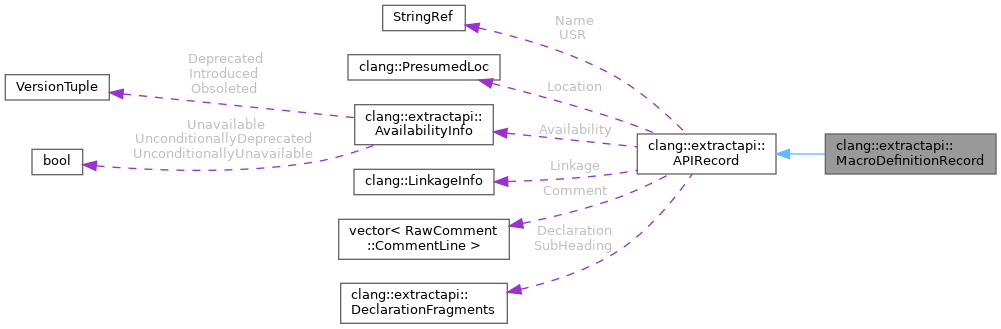 StringRef
Name
USR
clang::PresumedLoc
Location
Deprecated
Introduced
Obsoleted
VersionTuple
clang::extractapi::
AvailabilityInfo
Availability
Unavailable
UnconditionallyDeprecated
UnconditionallyUnavailable
bool
clang::extractapi::
APIRecord
clang::extractapi::
MacroDefinitionRecord
clang::LinkageInfo
Linkage
Comment
vector< RawComment
::CommentLine >
Declaration
SubHeading
clang::extractapi::
DeclarationFragments